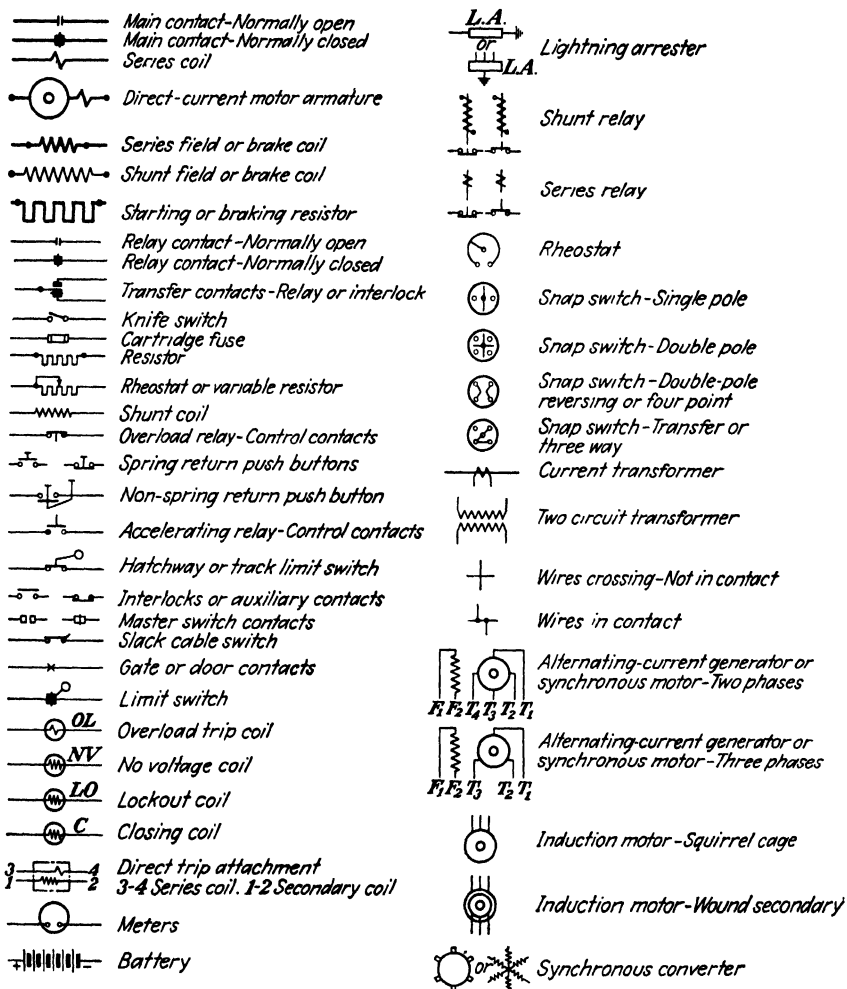 Main contact-Normally open
Main contact-Normally closed
Series coil
Direct-current motor armature
Series field or brake coil
Shunt field or brake coil
Starting or braking resistor
Relay contact-Normally open
Relay contact-Normally closed
Transfer contacts-Relay or interlock
Knife switch
Cartridge fuse
Resistor
Rheostat or variable resistor
Shunt coil
Overload relay-Control contacts
Spring return push buttons
Non-spring return push button
Accelerating relay-Control contacts
Hatchway or track limit switch
Interlocks or auxiliary contacts
Master switch contacts
Slack cable switch
Gate or door contacts
Limit switch
OL Overload trip coil
NV No voltage coil
LO Lockout coil
C Closing coil
3 4 Direct trip attachment
1 2 3-4 Series coil. 1-2 Secondary coil
Meters
+ - Battery
L.A.
or
L.A.
Lightning arrester
Shunt relay
Series relay
Rheostat
Snap switch-Single pole
Snap switch-Double pole
Snap switch-Double-pole
reversing or four point
Snap switch-Transfer or
three way
Current transformer
Two circuit transformer
Wires crossing-Not in contact
Wires in contact
Alternating-current generator or
synchronous motor-Two phases
F1 F2 T4 T3 T2 T1
Alternating-current generator or
synchronous motor-Three phases
F1 F2 T3 T2 T1
Induction motor-Squirrel cage
Induction motor-Wound secondary
or Synchronous converter